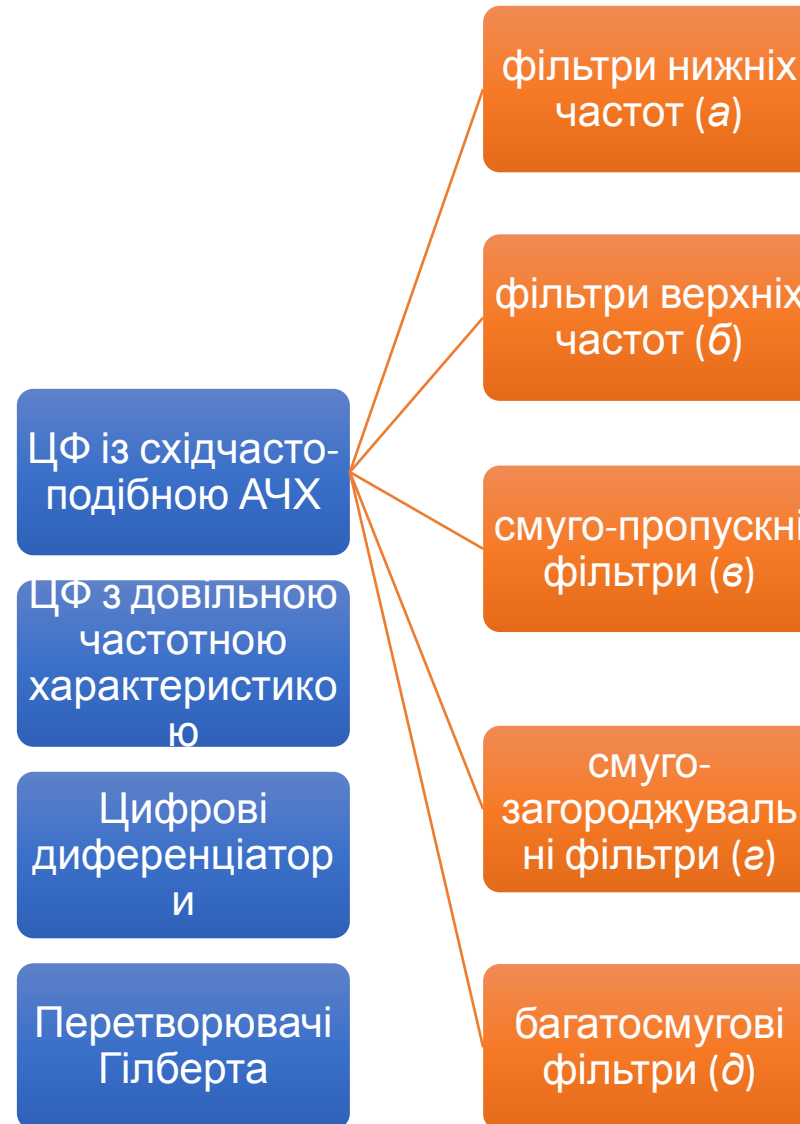 фільтри нижніх
частот (а)
фільтри верхніх
частот (б)
ЦФ із східчасто-
подібною АЧХ
смуго-пропускні
фільтри (в)
ЦФ з довільною
частотною
характеристико
ю
смуго-
загороджуваль
ні фільтри (г)
Цифрові
диференціатор
и
Перетворювачі
Гілберта
багатосмугові
фільтри (д)